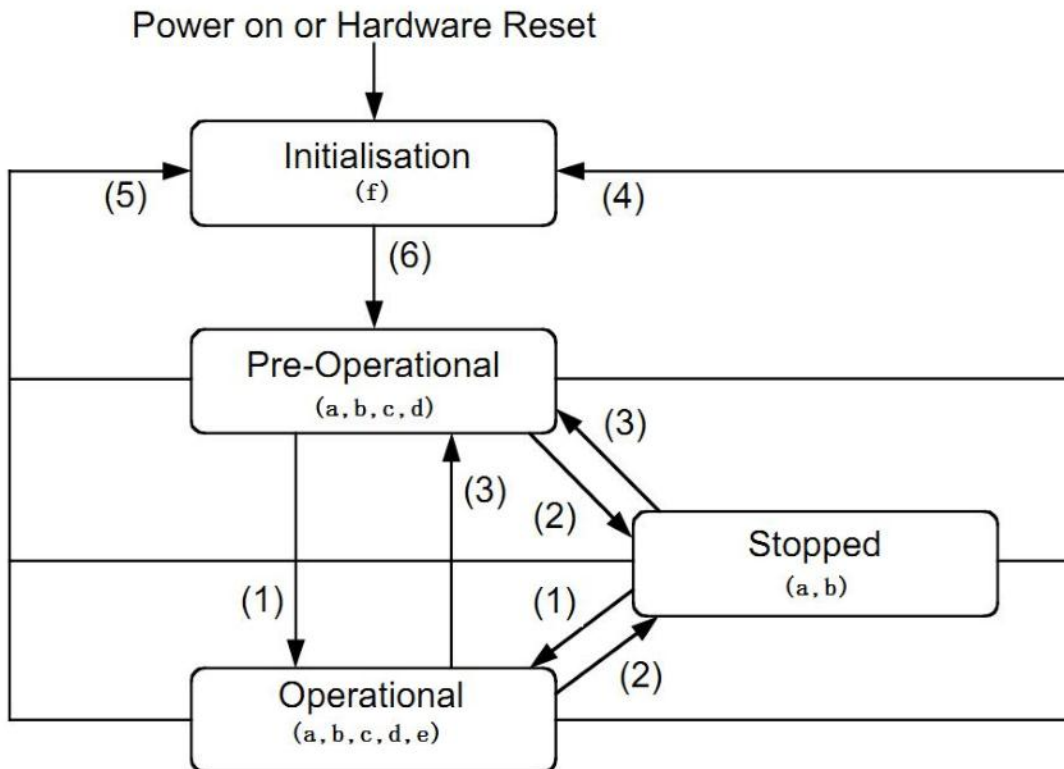 Power on or Hardware Reset
Initialisation
(f)
(5)
(4)
(6)
Pre-Operational
(a,b,c,d)
(3)
(3)
(2)
Stopped
(a,b)
(1)
(1)
(2)
Operational
(a,b,c,d,e)